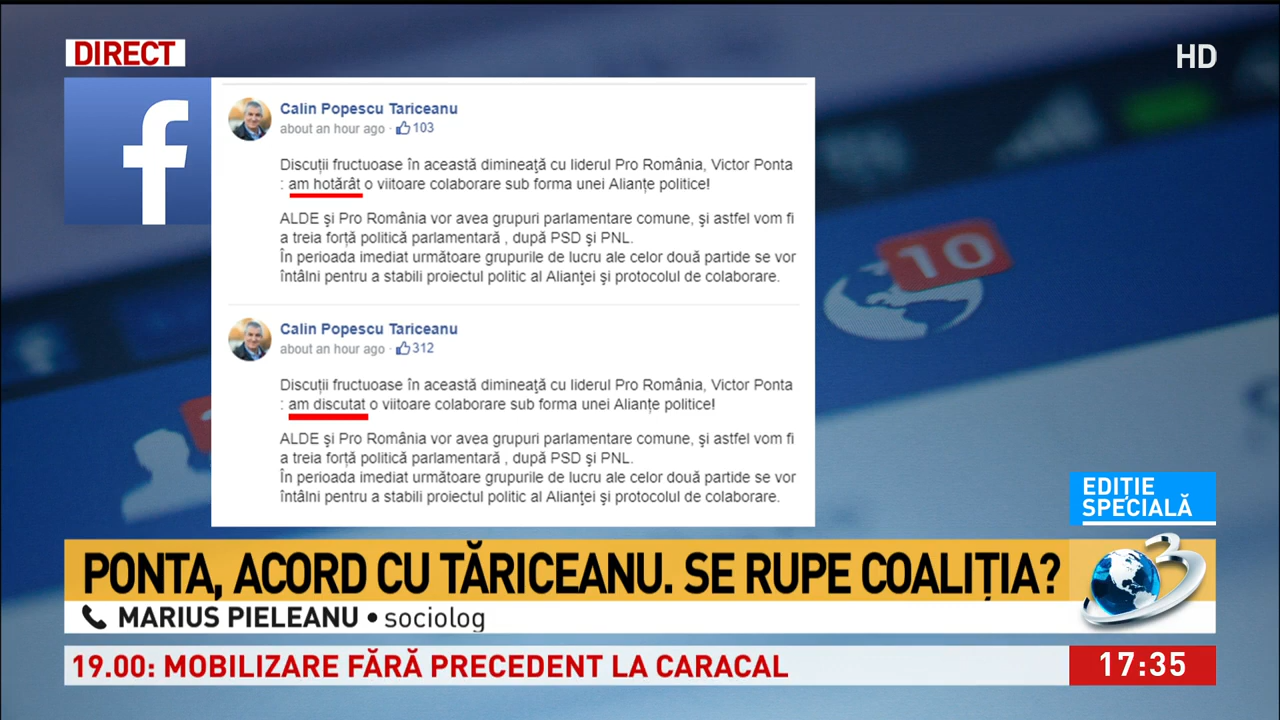 DIRECT
HD
f
Calin Popescu Tariceanu
about an hour ago · 103
Discuții fructuoase în această dimineață cu liderul Pro România, Victor Ponta
: am hotărât o viitoare colaborare sub forma unei Alianțe politice!
ALDE și Pro România vor avea grupuri parlamentare comune, și astfel vom fi
a treia forță politică parlamentară , după PSD și PNL.
În perioada imediat următoare grupurile de lucru ale celor două partide se vor
întâlni pentru a stabili proiectul politic al Alianței și protocolul de colaborare.
Calin Popescu Tariceanu
about an hour ago · 312
Discuții fructuoase în această dimineață cu liderul Pro România, Victor Ponta
: am discutat o viitoare colaborare sub forma unei Alianțe politice!
ALDE și Pro România vor avea grupuri parlamentare comune, și astfel vom fi
a treia forță politică parlamentară , după PSD și PNL.
În perioada imediat următoare grupurile de lucru ale celor două partide se vor
întâlni pentru a stabili proiectul politic al Alianței și protocolul de colaborare.
10
EDIȚIE
SPECIALĂ
PONTA, ACORD CU TĂRICEANU. SE RUPE COALIȚIA?
3
MARIUS PIELEANU • sociolog
19.00: MOBILIZARE FĂRĂ PRECEDENT LA CARACAL
17:35